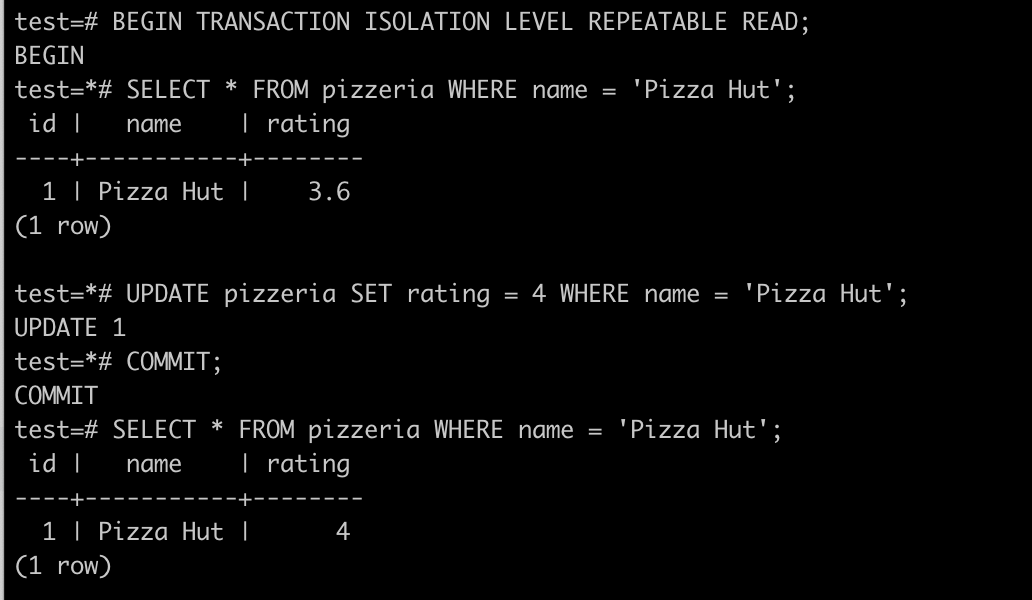 test=# BEGIN TRANSACTION ISOLATION LEVEL REPEATABLE READ;
BEGIN
test=*# SELECT * FROM pizzeria WHERE name = 'Pizza Hut';
 id |   name    | rating
----+-----------+--------
  1 | Pizza Hut |    3.6
(1 row)

test=*# UPDATE pizzeria SET rating = 4 WHERE name = 'Pizza Hut';
UPDATE 1
test=*# COMMIT;
COMMIT
test=# SELECT * FROM pizzeria WHERE name = 'Pizza Hut';
 id |   name    | rating
----+-----------+--------
  1 | Pizza Hut |      4
(1 row)